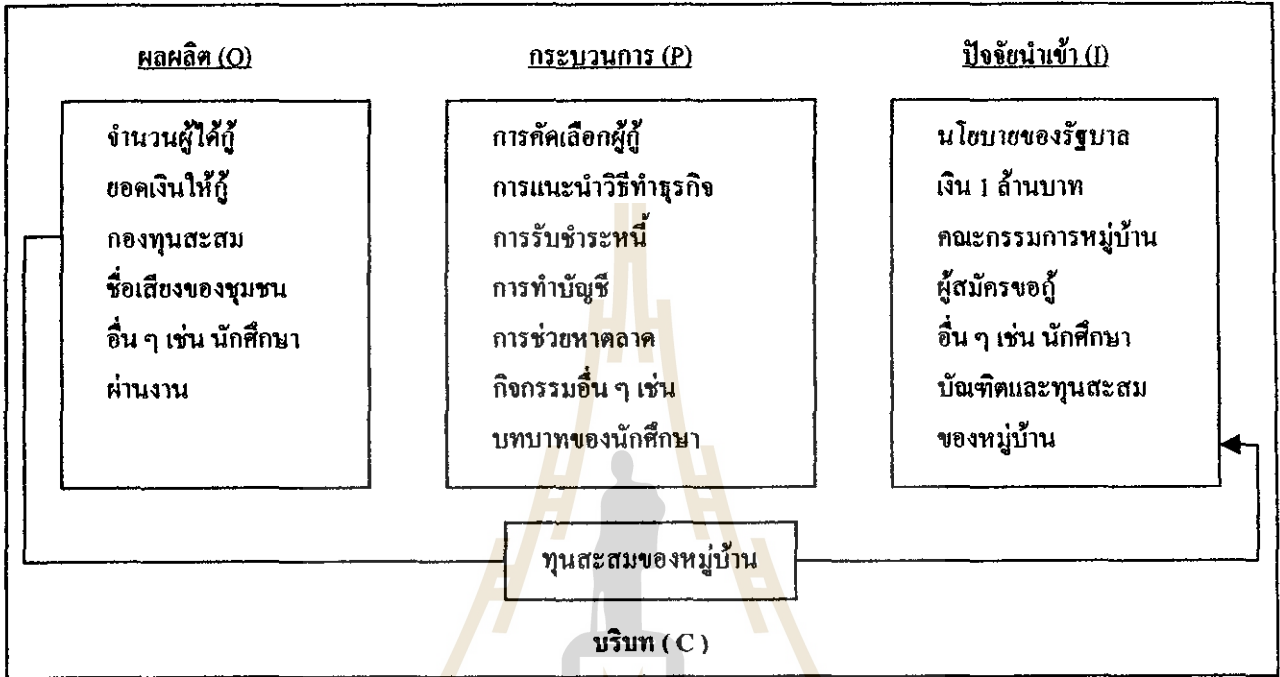 ผลผลิต (O)
จำนวนผู้ได้กู้
ยอดเงินให้กู้
กองทุนสะสม
ชื่อเสียงของชุมชน
อื่น ๆ เช่น นักศึกษา
ผ่านงาน
กระบวนการ (P)
การคัดเลือกผู้กู้
การแนะนำวิธีทำธุรกิจ
การรับชำระหนี้
การทำบัญชี
การช่วยหาตลาด
กิจกรรมอื่น ๆ เช่น
บทบาทของนักศึกษา
ปัจจัยนำเข้า (I)
นโยบายของรัฐบาล
เงิน 1 ล้านบาท
คณะกรรมการหมู่บ้าน
ผู้สมัครขอกู้
อื่น ๆ เช่น นักศึกษา
บัณฑิตและทุนสะสม
ของหมู่บ้าน
ทุนสะสมของหมู่บ้าน
บริบท ( C )